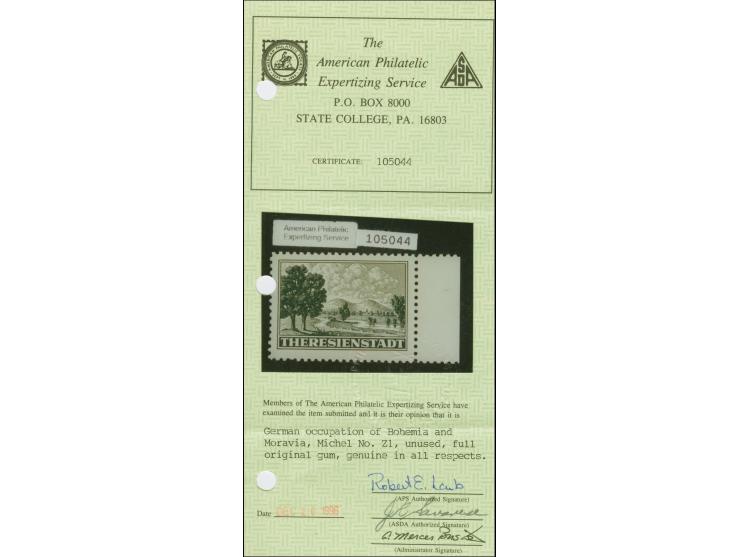 The
American Philatelic
Expertizing Service
P.O. BOX 8000
STATE COLLEGE, PA. 16803
ASDA
CERTIFICATE: 105044
American Philatelic
Expertizing Service
105044
THERESIENSTADT
Members of The American Philatelic Expertizing Service have
examined the item submitted and it is their opinion that it is
German occupation of Bohemia and
Moravia, Michel No. Z1, unused, full
original gum, genuine in all respects.
Robert E.
(APS Authorized Signature)
(ASDA Authorized Signature)
Date 1996
(Administrator Signature)